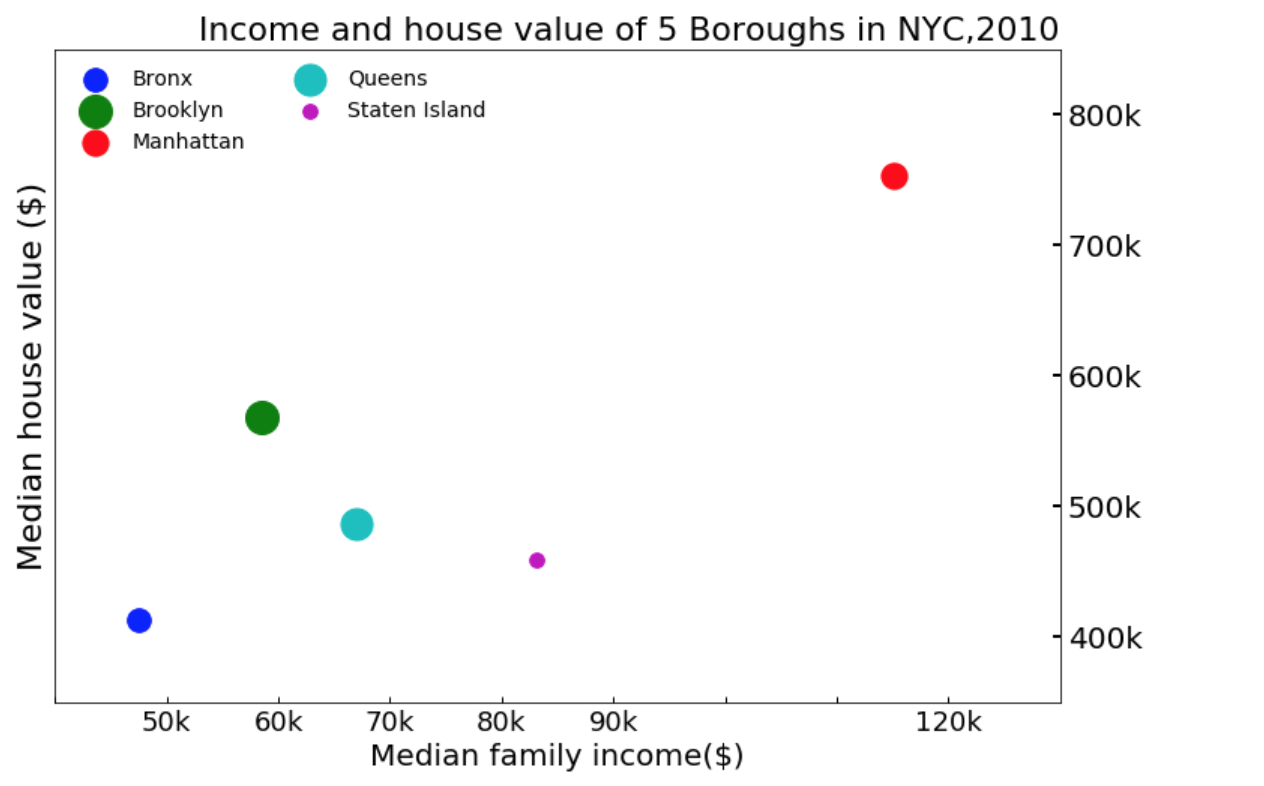 Income and house value of 5 Boroughs in NYC,2010
Bronx
Brooklyn
Manhattan
Queens
Staten Island
Median house value ($)
800k
700k
600k
500k
400k
50k 60k 70k 80k 90k 120k
Median family income($)